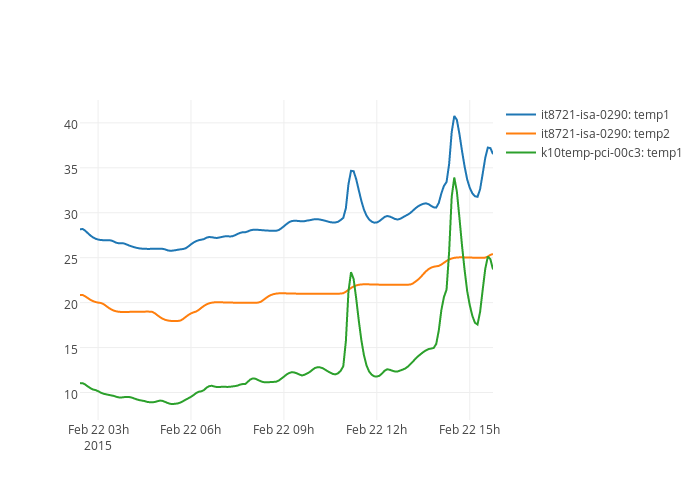 40
35
30
25
20
15
10
Feb 22 03h
2015
Feb 22 06h
Feb 22 09h
Feb 22 12h
Feb 22 15h
it8721-isa-0290: temp1
it8721-isa-0290: temp2
k10temp-pci-00c3: temp1